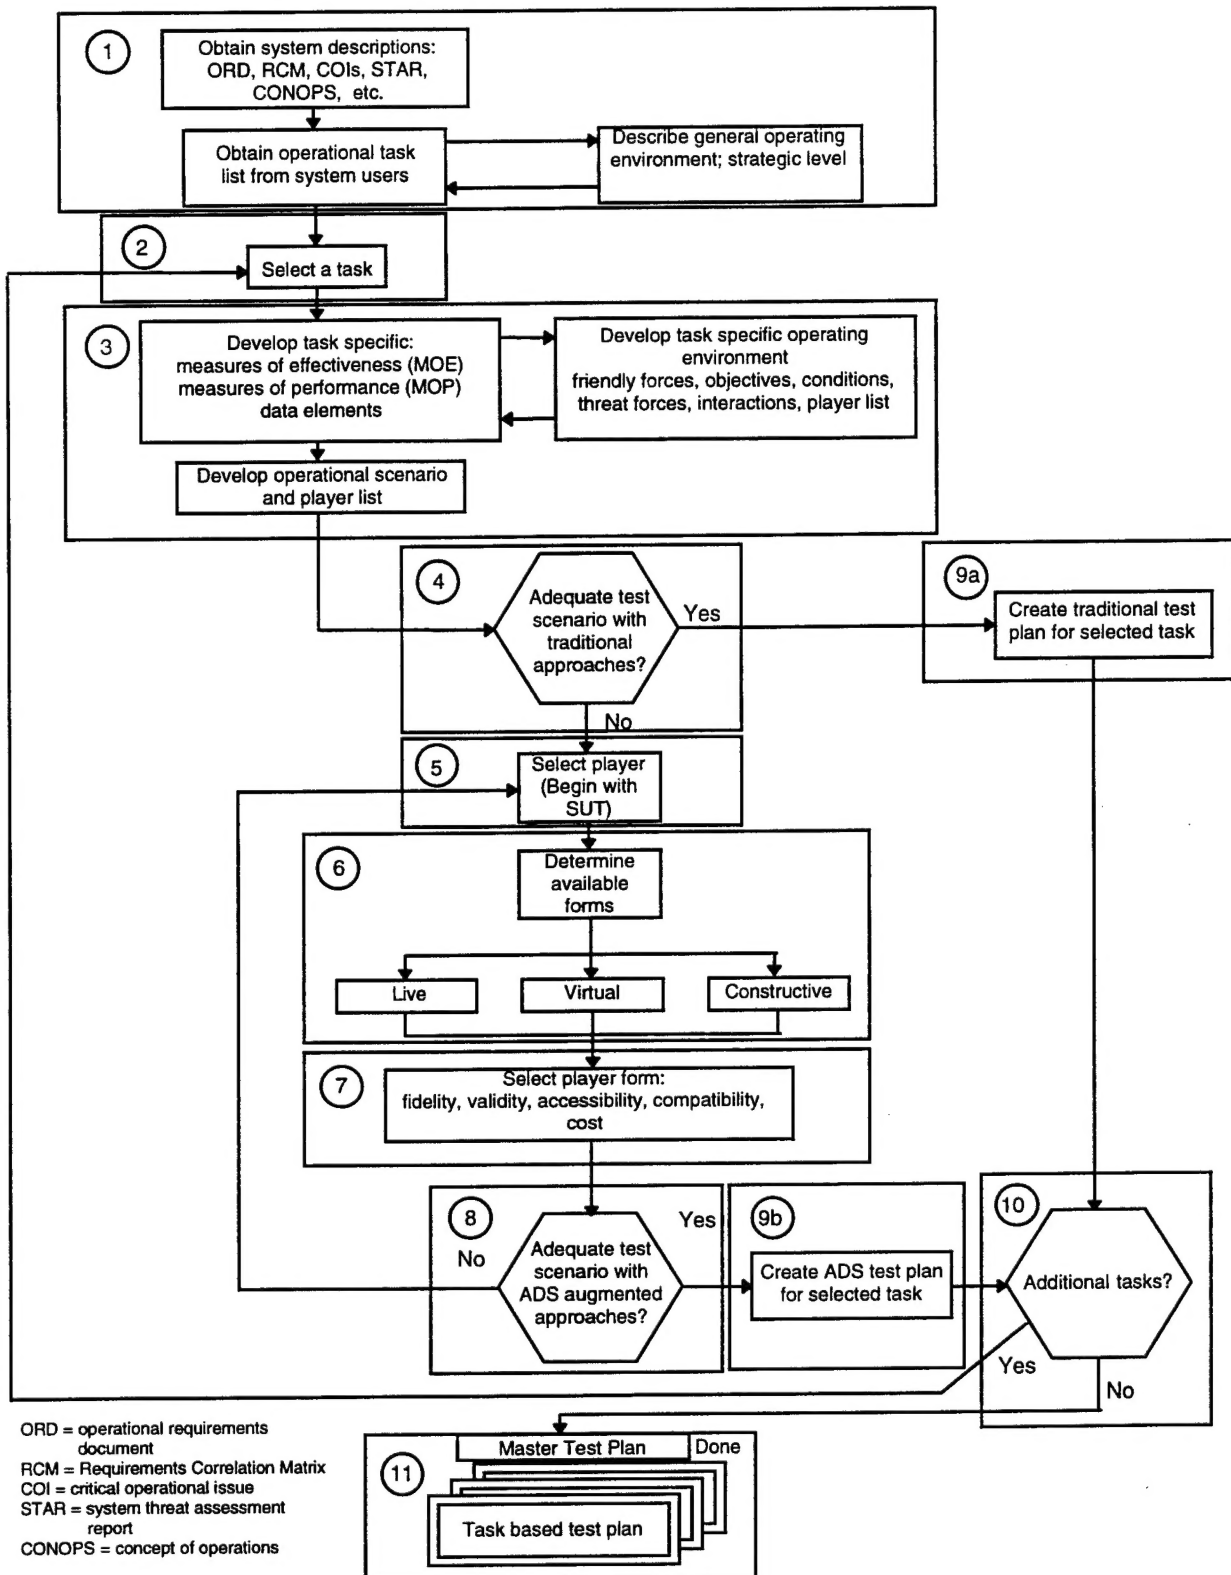 1
Obtain system descriptions:
ORD, RCM, COIs, STAR,
CONOPS, etc.
Obtain operational task
list from system users
Describe general operating
environment; strategic level
2
Select a task
3
Develop task specific:
measures of effectiveness (MOE)
measures of performance (MOP)
data elements
Develop task specific operating
environment
friendly forces, objectives, conditions,
threat forces, interactions, player list
Develop operational scenario
and player list
4
Adequate test
scenario with
traditional
approaches?
Yes
No
9a
Create traditional test
plan for selected task
5
Select player
(Begin with
SUT)
6
Determine
available
forms
Live
Virtual
Constructive
7
Select player form:
fidelity, validity, accessibility, compatibility,
cost
8
No
Adequate test
scenario with
ADS augmented
approaches?
Yes
9b
Create ADS test plan
for selected task
10
Additional tasks?
Yes
No
ORD = operational requirements
document
RCM = Requirements Correlation Matrix
COI = critical operational issue
STAR = system threat assessment
report
CONOPS = concept of operations
11
Master Test Plan
Done
Task based test plan